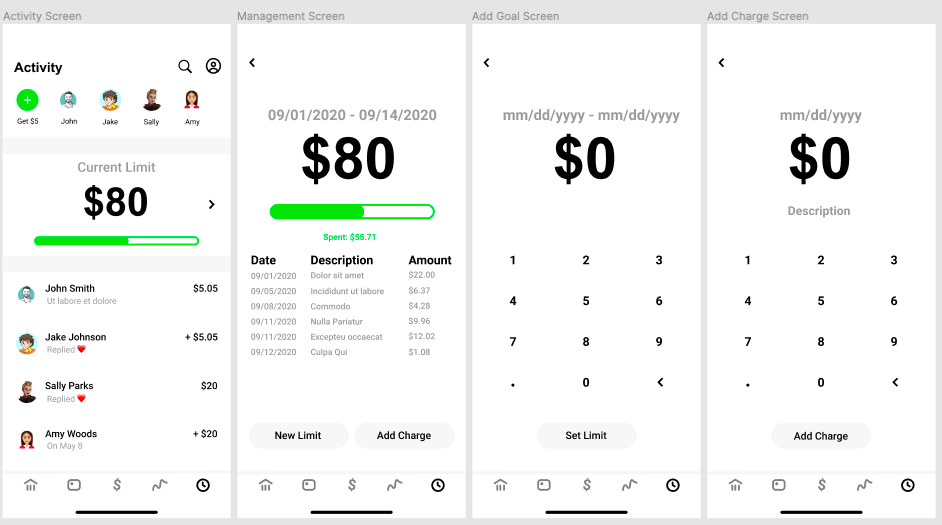 Activity Screen
Activity
Get $5 John Jake Sally Amy
Current Limit
$80
John Smith $5.05
Ut labore et dolore
Jake Johnson + $5.05
Replied ❤️
Sally Parks $20
Replied ❤️
Amy Woods + $20
On May 8
Management Screen
09/01/2020 - 09/14/2020
$80
Spent: $55.71
Date Description Amount
09/01/2020 Dolor sit amet $22.00
09/05/2020 Incididunt ut labore $6.37
09/08/2020 Commodo $4.28
09/11/2020 Nulla Pariatur $9.96
09/11/2020 Excepteu occaecat $12.02
09/12/2020 Culpa Qui $1.08
New Limit Add Charge
Add Goal Screen
mm/dd/yyyy - mm/dd/yyyy
$0
1 2 3
4 5 6
7 8 9
. 0
Set Limit
Add Charge Screen
mm/dd/yyyy
$0
Description
1 2 3
4 5 6
7 8 9
. 0
Add Charge